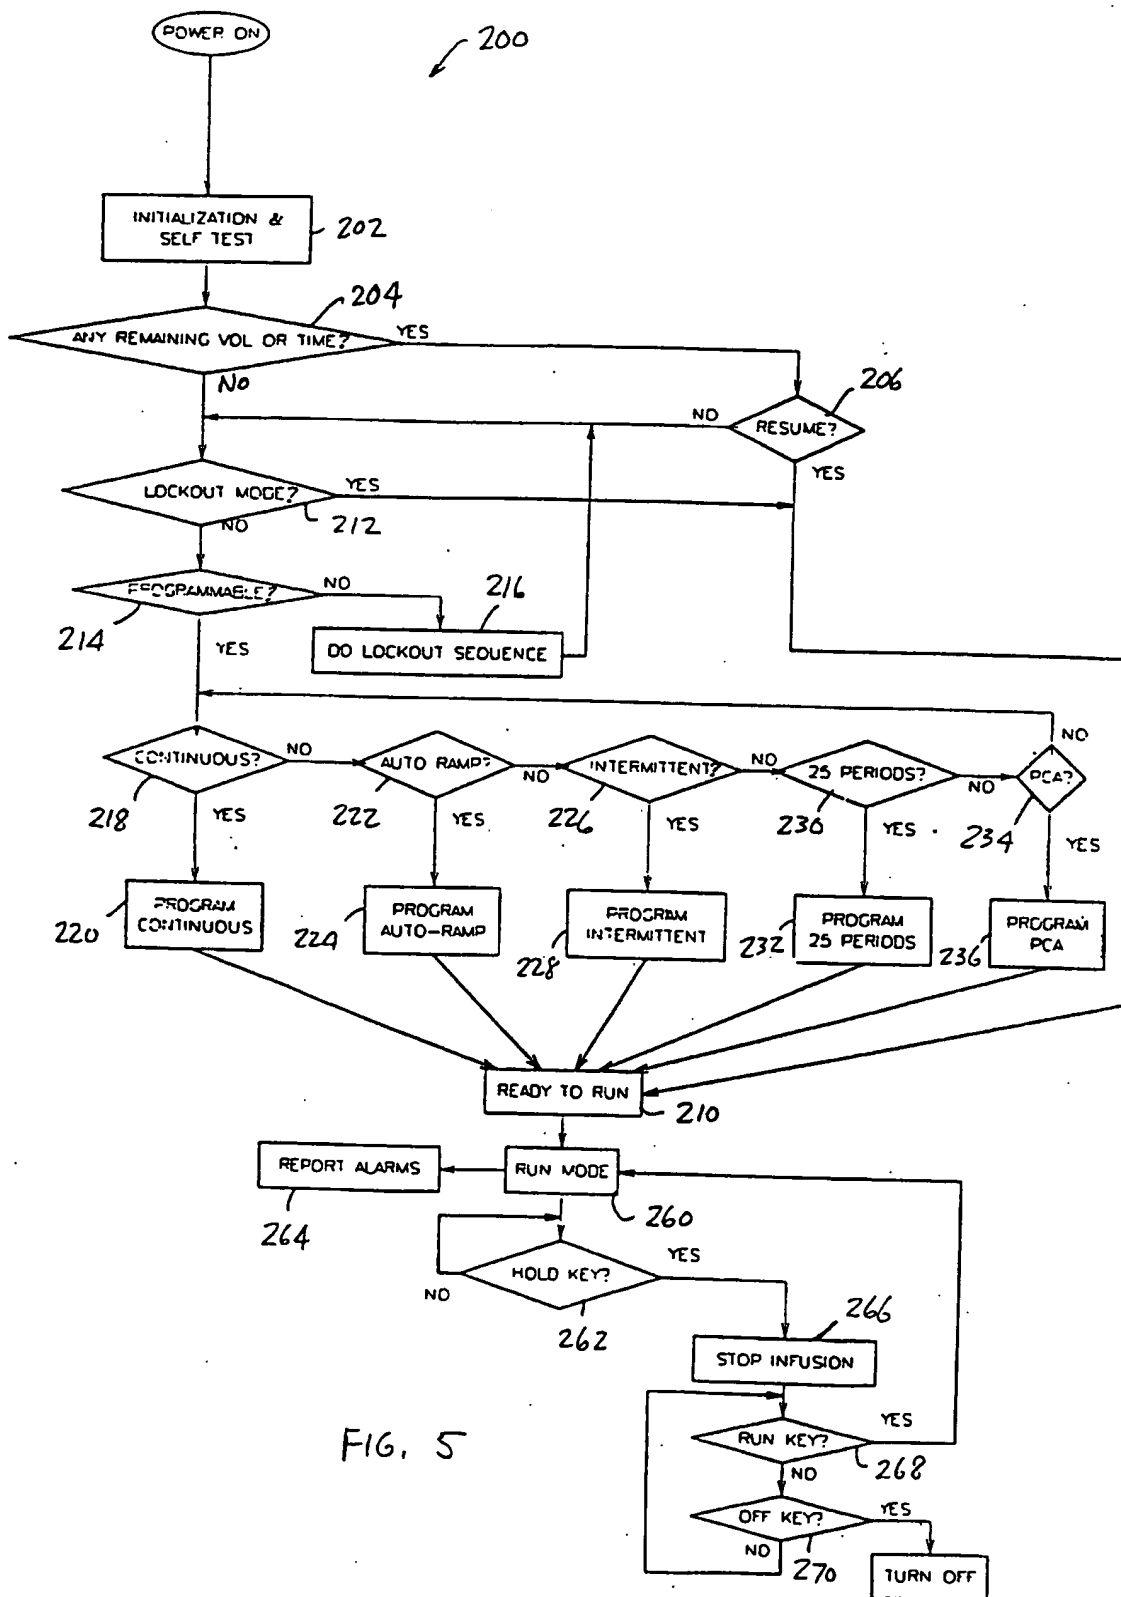 POWER ON
200
INITIALIZATION &
SELF TEST
202
204
ANY REMAINING VOL OR TIME?
YES
NO
206
NO
RESUME?
YES
LOCKOUT MODE?
YES
212
NO
PROGRAMMABLE?
NO
216
214
YES
DO LOCKOUT SEQUENCE
NO
CONTINUOUS?
NO
AUTO RAMP?
NO
INTERMITTENT?
NO
25 PERIODS?
NO
PCA?
218
YES
222
YES
226
YES
230
YES
234
YES
PROGRAM
CONTINUOUS
220
PROGRAM
AUTO-RAMP
224
PROGRAM
INTERMITTENT
228
PROGRAM
25 PERIODS
232
PROGRAM
PCA
236
READY TO RUN
210
REPORT ALARMS
RUN MODE
264
260
HOLD KEY?
YES
NO
262
266
STOP INFUSION
FIG. 5
RUN KEY?
YES
268
NO
OFF KEY?
YES
NO
270
TURN OFF